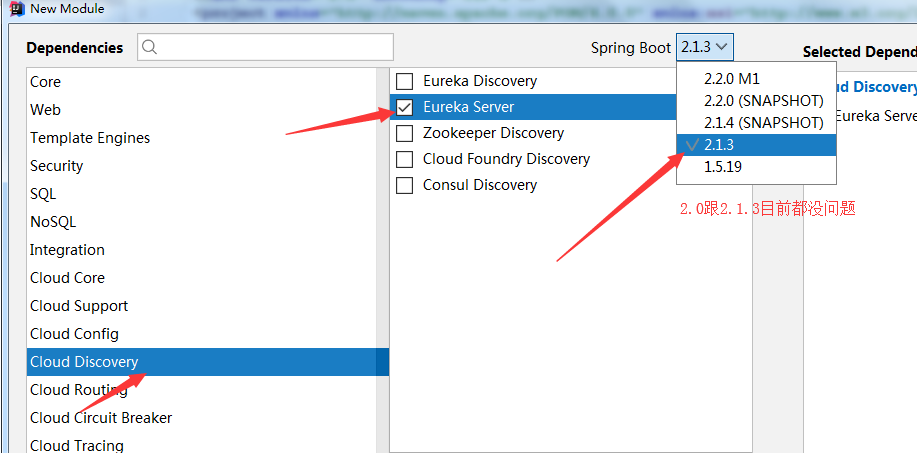 New Module
Dependencies
Spring Boot 2.1.3
Selected Depend
Core
Web
Template Engines
Security
SQL
NoSQL
Integration
Cloud Core
Cloud Support
Cloud Config
Cloud Discovery
Cloud Routing
Cloud Circuit Breaker
Cloud Tracing
Eureka Discovery
Eureka Server
Zookeeper Discovery
Cloud Foundry Discovery
Consul Discovery
2.2.0 M1
2.2.0 (SNAPSHOT)
2.1.4 (SNAPSHOT)
2.1.3
1.5.19
2.0跟2.1.3目前都没问题
ud Discovery
Eureka Serve